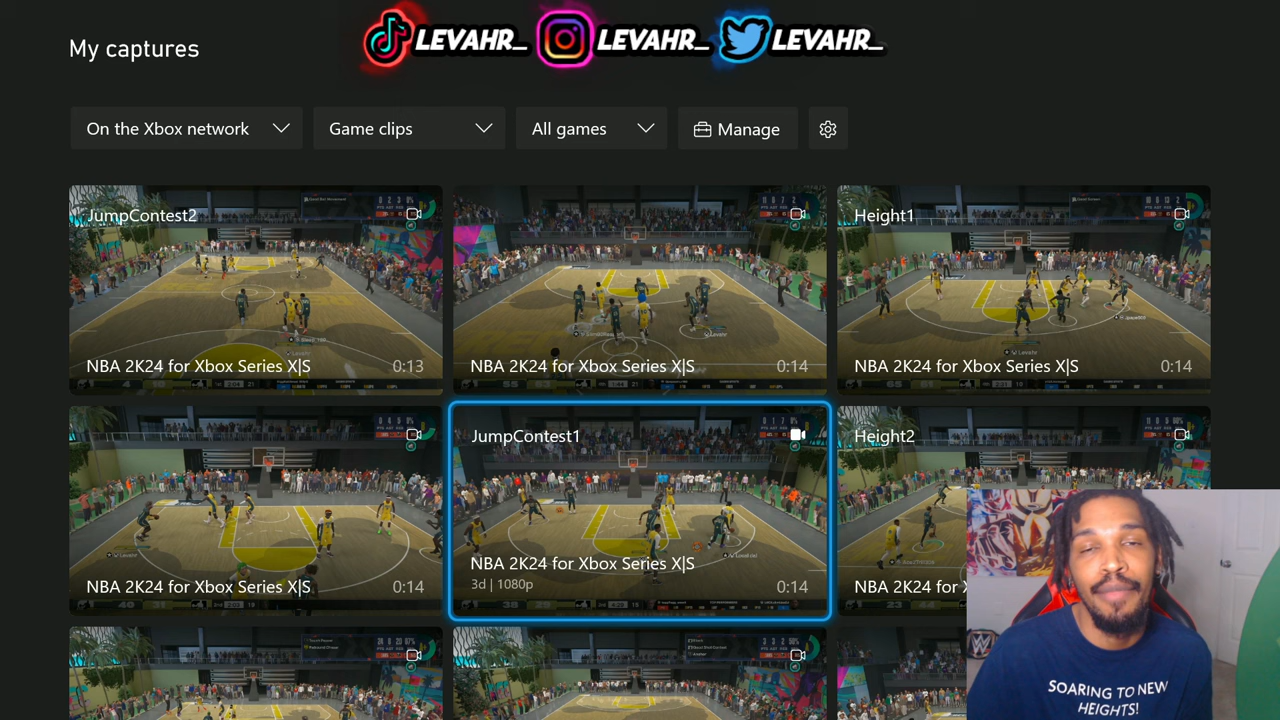 My captures
LEVAHR_
LEVAHR_
LEVAHR_
On the Xbox network
Game clips
All games
Manage
JumpContest2
NBA 2K24 for Xbox Series X|S
0:13
NBA 2K24 for Xbox Series X|S
0:14
Height1
NBA 2K24 for Xbox Series X|S
0:14
NBA 2K24 for Xbox Series X|S
0:14
JumpContest1
NBA 2K24 for Xbox Series X|S
3d | 1080p
0:14
Height2
NBA 2K24 for X
SOARING TO NEW
HEIGHTS!